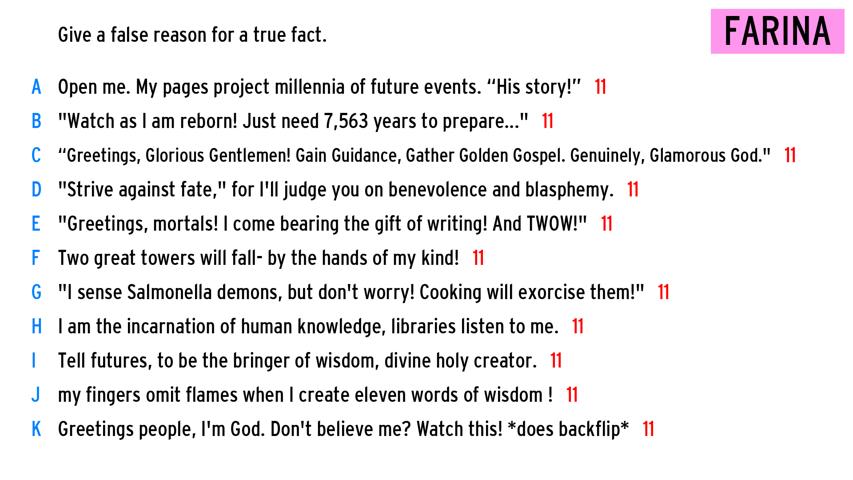 Give a false reason for a true fact.
FARINA
A Open me. My pages project millennia of future events. “His story!” 11
B "Watch as I am reborn! Just need 7,563 years to prepare..." 11
C “Greetings, Glorious Gentlemen! Gain Guidance, Gather Golden Gospel. Genuinely, Glamorous God." 11
D "Strive against fate," for I'll judge you on benevolence and blasphemy. 11
E "Greetings, mortals! I come bearing the gift of writing! And TWOW!" 11
F Two great towers will fall- by the hands of my kind! 11
G "I sense Salmonella demons, but don't worry! Cooking will exorcise them!" 11
H I am the incarnation of human knowledge, libraries listen to me. 11
I Tell futures, to be the bringer of wisdom, divine holy creator. 11
J my fingers omit flames when I create eleven words of wisdom ! 11
K Greetings people, I'm God. Don't believe me? Watch this! *does backflip* 11